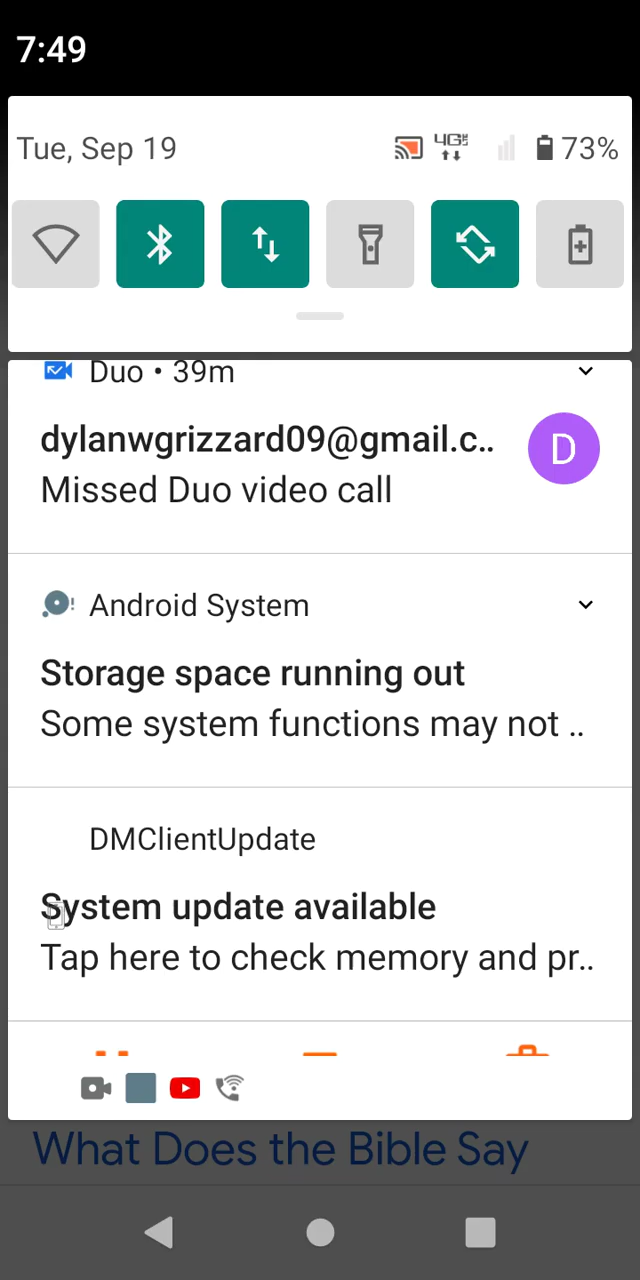 7:49
Tue, Sep 19
4G 73%
Duo • 39m
dylanwgrizzard09@gmail.c..
D
Missed Duo video call
Android System
Storage space running out
Some system functions may not ..
DMClientUpdate
System update available
Tap here to check memory and pr..
What Does the Bible Say